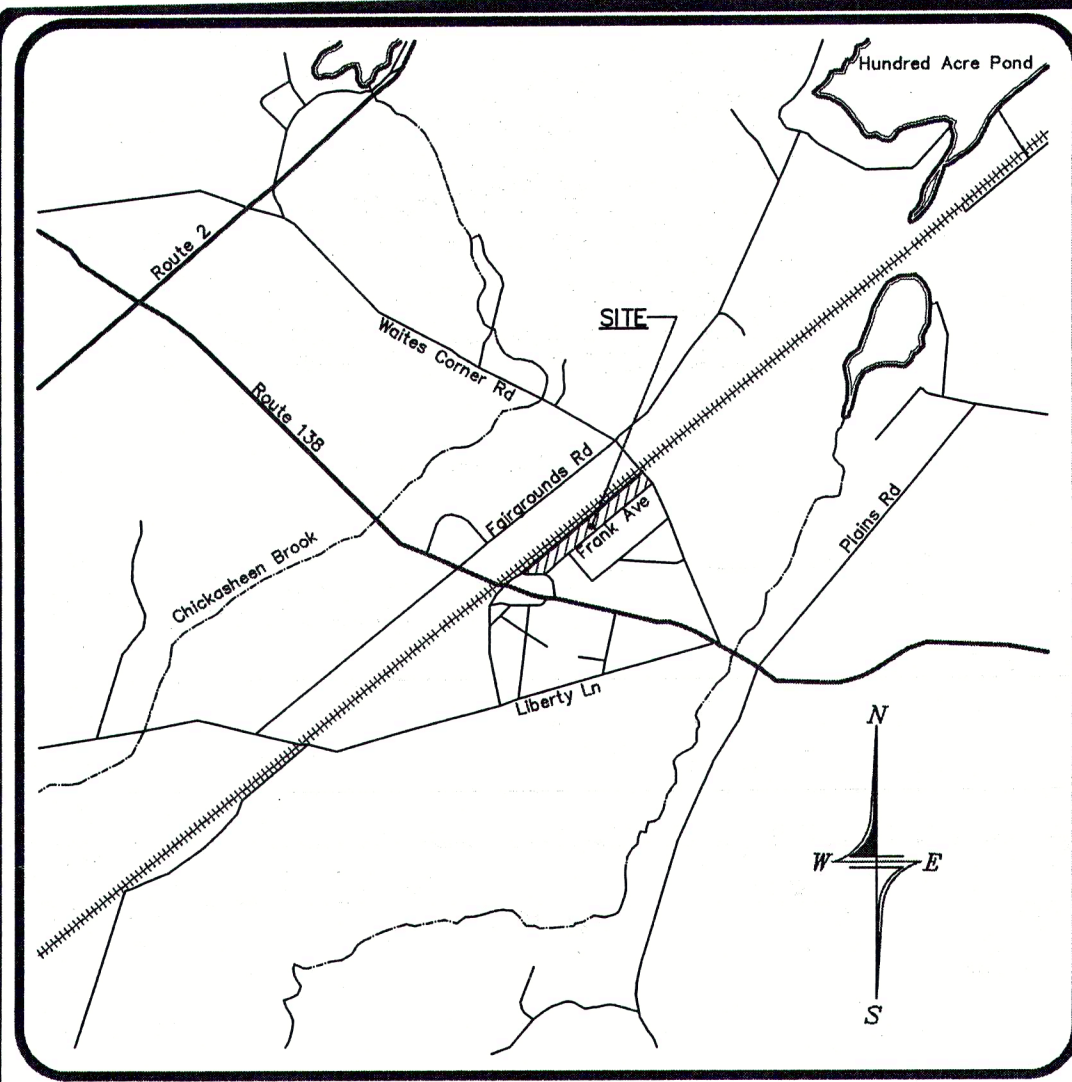 Hundred Acre Pond
Route 2
SITE
Waites Corner Rd
Route 138
Fairgrounds Rd
Frank Ave
Plains Rd
Chickasheen Brook
Liberty Ln
N
W E
S